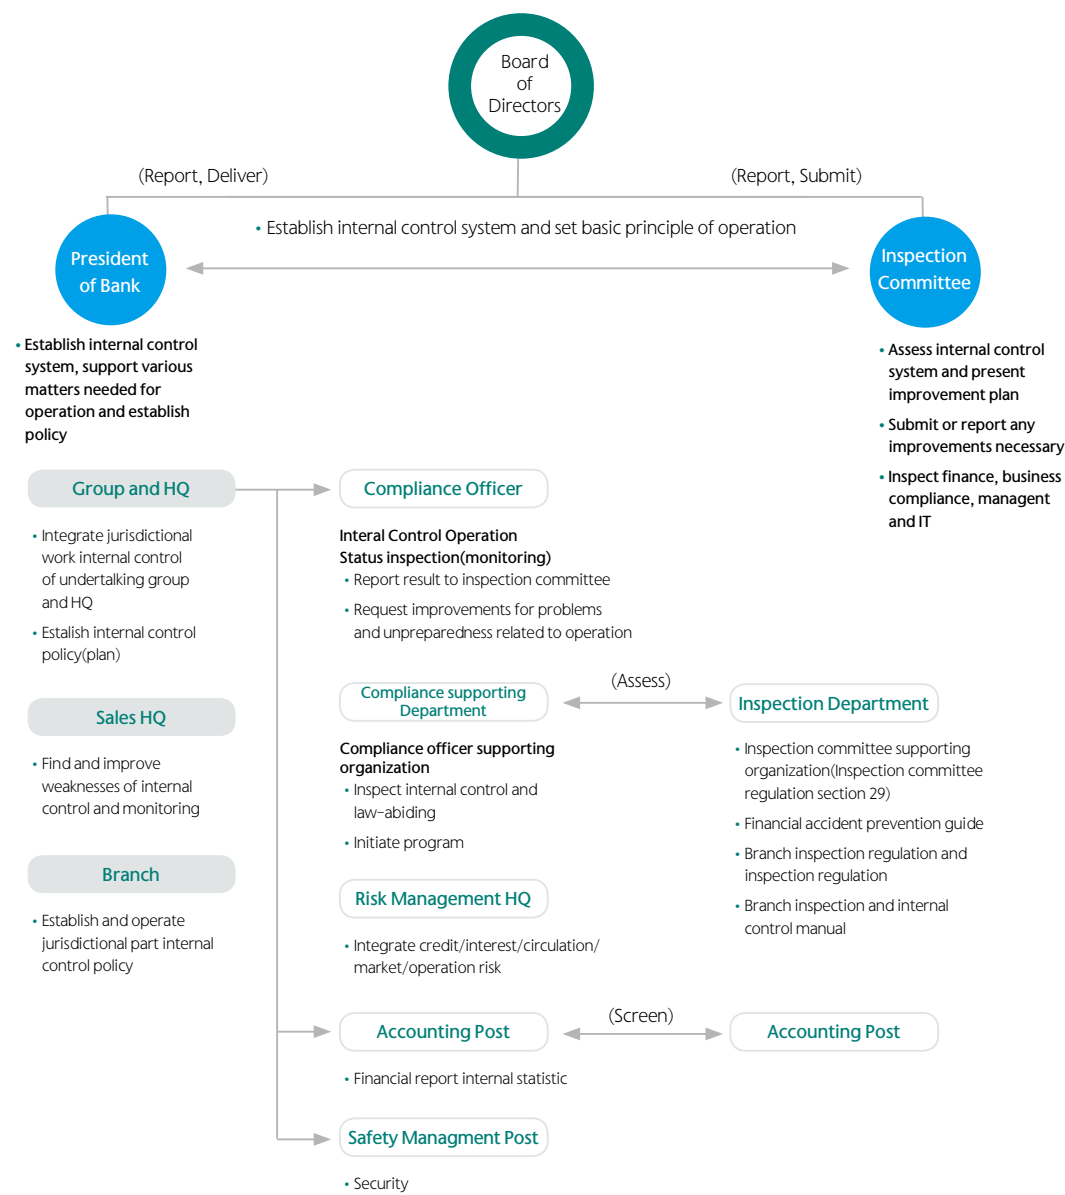 Board
of
Directors
(Report, Deliver)
(Report, Submit)
• Establish internal control system and set basic principle of operation
President
of Bank
Inspection
Committee
• Establish internal control
system, support various
matters needed for
operation and establish
policy
• Assess internal control
system and present
improvement plan
• Submit or report any
improvements necessary
• Inspect finance, business
compliance, managent
and IT
Group and HQ
• Integrate jurisdictional
work internal control
of undertalking group
and HQ
• Estalish internal control
policy(plan)
Sales HQ
• Find and improve
weaknesses of internal
control and monitoring
Branch
• Establish and operate
jurisdictional part internal
control policy
Compliance Officer
Interal Control Operation
Status inspection(monitoring)
• Report result to inspection committee
• Request improvements for problems
and unpreparedness related to operation
Compliance supporting
Department
(Assess)
Inspection Department
Compliance officer supporting
organization
• Inspect internal control and
law-abiding
• Initiate program
• Inspection committee supporting
organization(Inspection committee
regulation section 29)
• Financial accident prevention guide
• Branch inspection regulation and
inspection regulation
• Branch inspection and internal
control manual
Risk Management HQ
• Integrate credit/interest/circulation/
market/operation risk
Accounting Post
(Screen)
Accounting Post
• Financial report internal statistic
Safety Managment Post
• Security